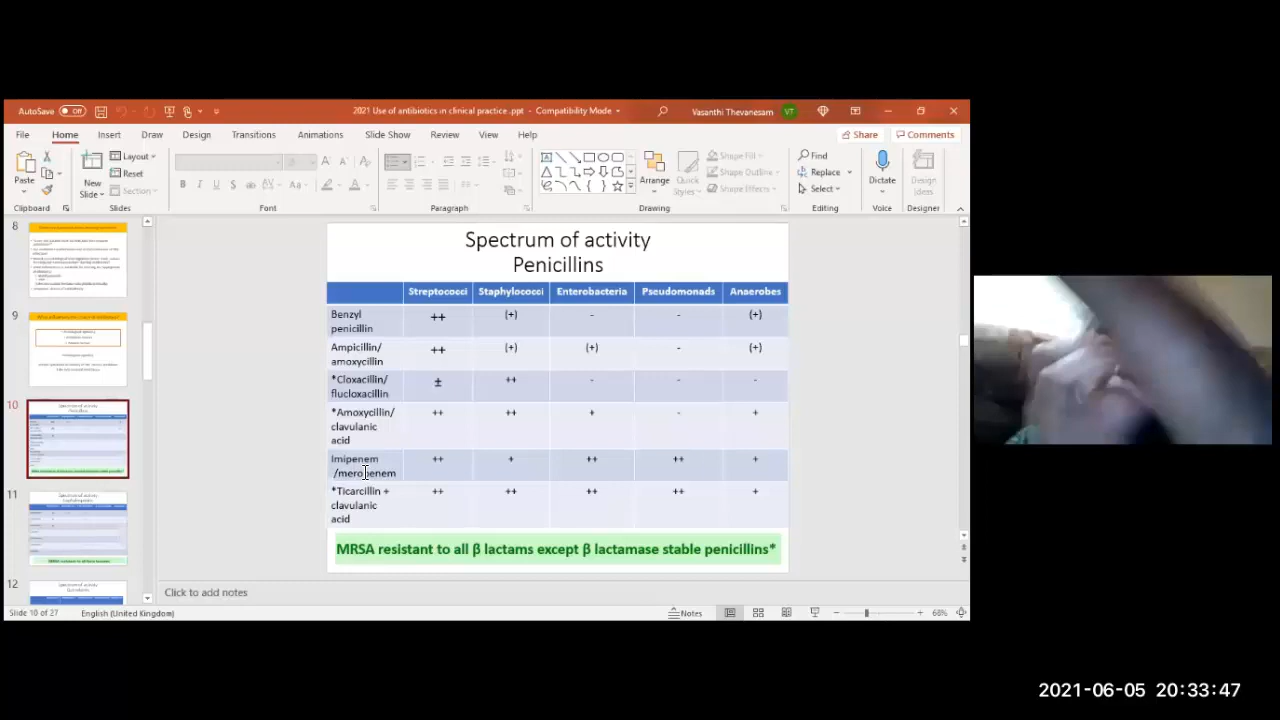 AutoSave Off 2021 Use of antibiotics in clinical practice .ppt - Compatibility Mode Vasanthi Thevanesam VT
File Home Insert Draw Design Transitions Animations Slide Show Review View Help Share Comments
Paste
New
Slide
Layout
Reset
Section
Arrange
Quick
Styles
Shape Fill
Shape Outline
Shape Effects
Find
Replace
Select
Dictate
Design
Ideas
Clipboard Slides Font Paragraph Drawing Editing Voice Designer
8
9
10
11
12
Spectrum of activity
Penicillins
Streptococci Staphylococci Enterobacteria Pseudomonads Anaerobes
Benzyl penicillin ++ (+) - - (+)
Ampicillin/ amoxycillin ++ (+) (+) - (+)
*Cloxacillin/ flucloxacillin ± ++ - - -
*Amoxycillin/ clavulanic acid ++ ++ + - +
Imipenem /meropenem ++ + ++ ++ +
*Ticarcillin + clavulanic acid ++ ++ ++ ++ +
MRSA resistant to all β lactams except β lactamase stable penicillins*
Click to add notes
Slide 10 of 27 English (United Kingdom) Notes 68%
2021-06-05 20:33:47